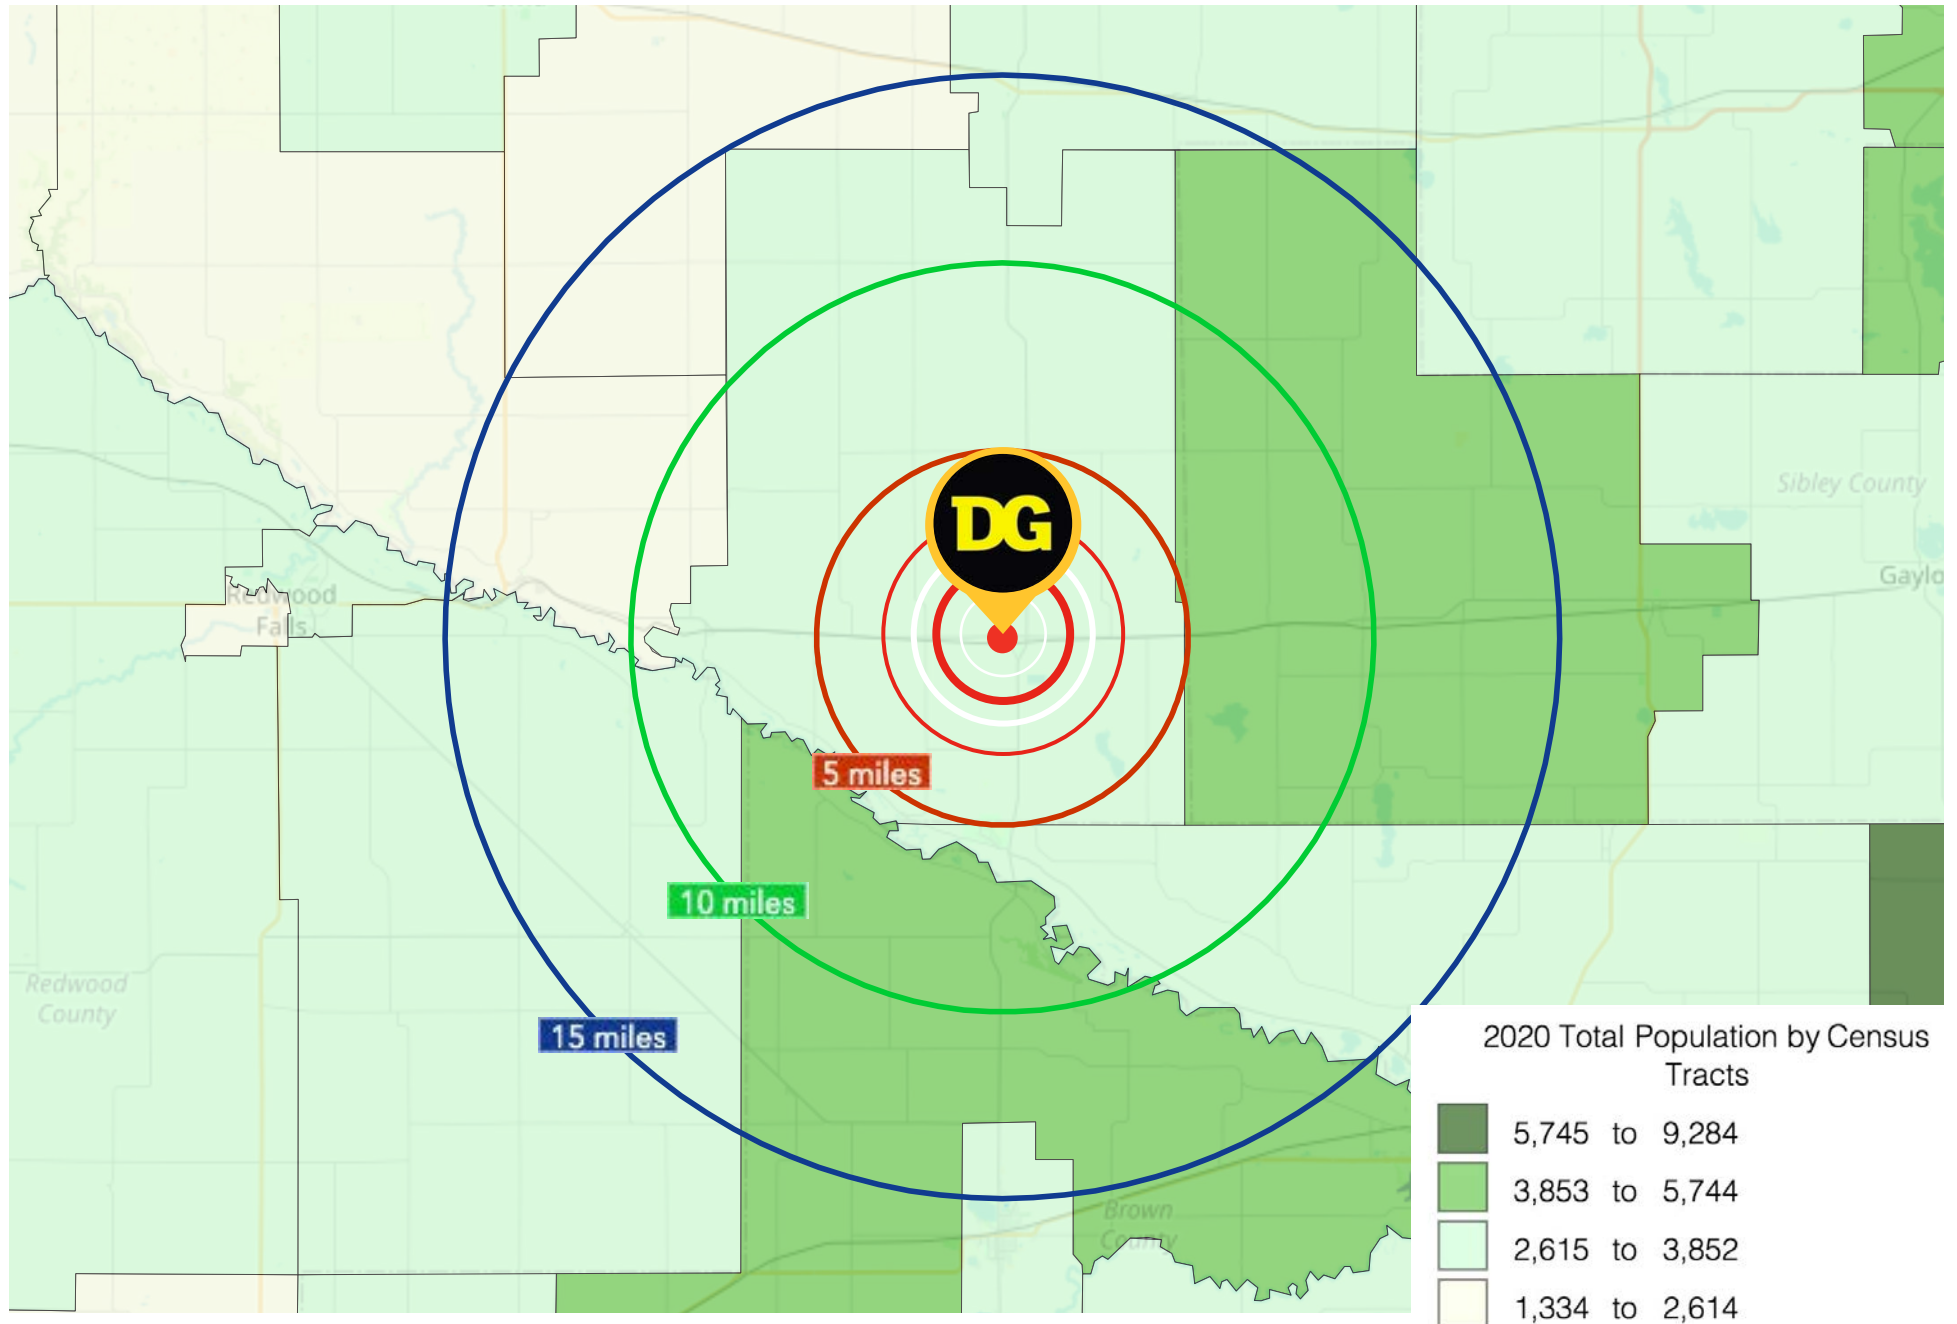 Sibley County
DG
Gaylo
Redwood
Falls
5 miles
10 miles
Redwood
County
15 miles
Brown
County
2020 Total Population by Census
Tracts
5,745 to 9,284
3,853 to 5,744
2,615 to 3,852
1,334 to 2,614